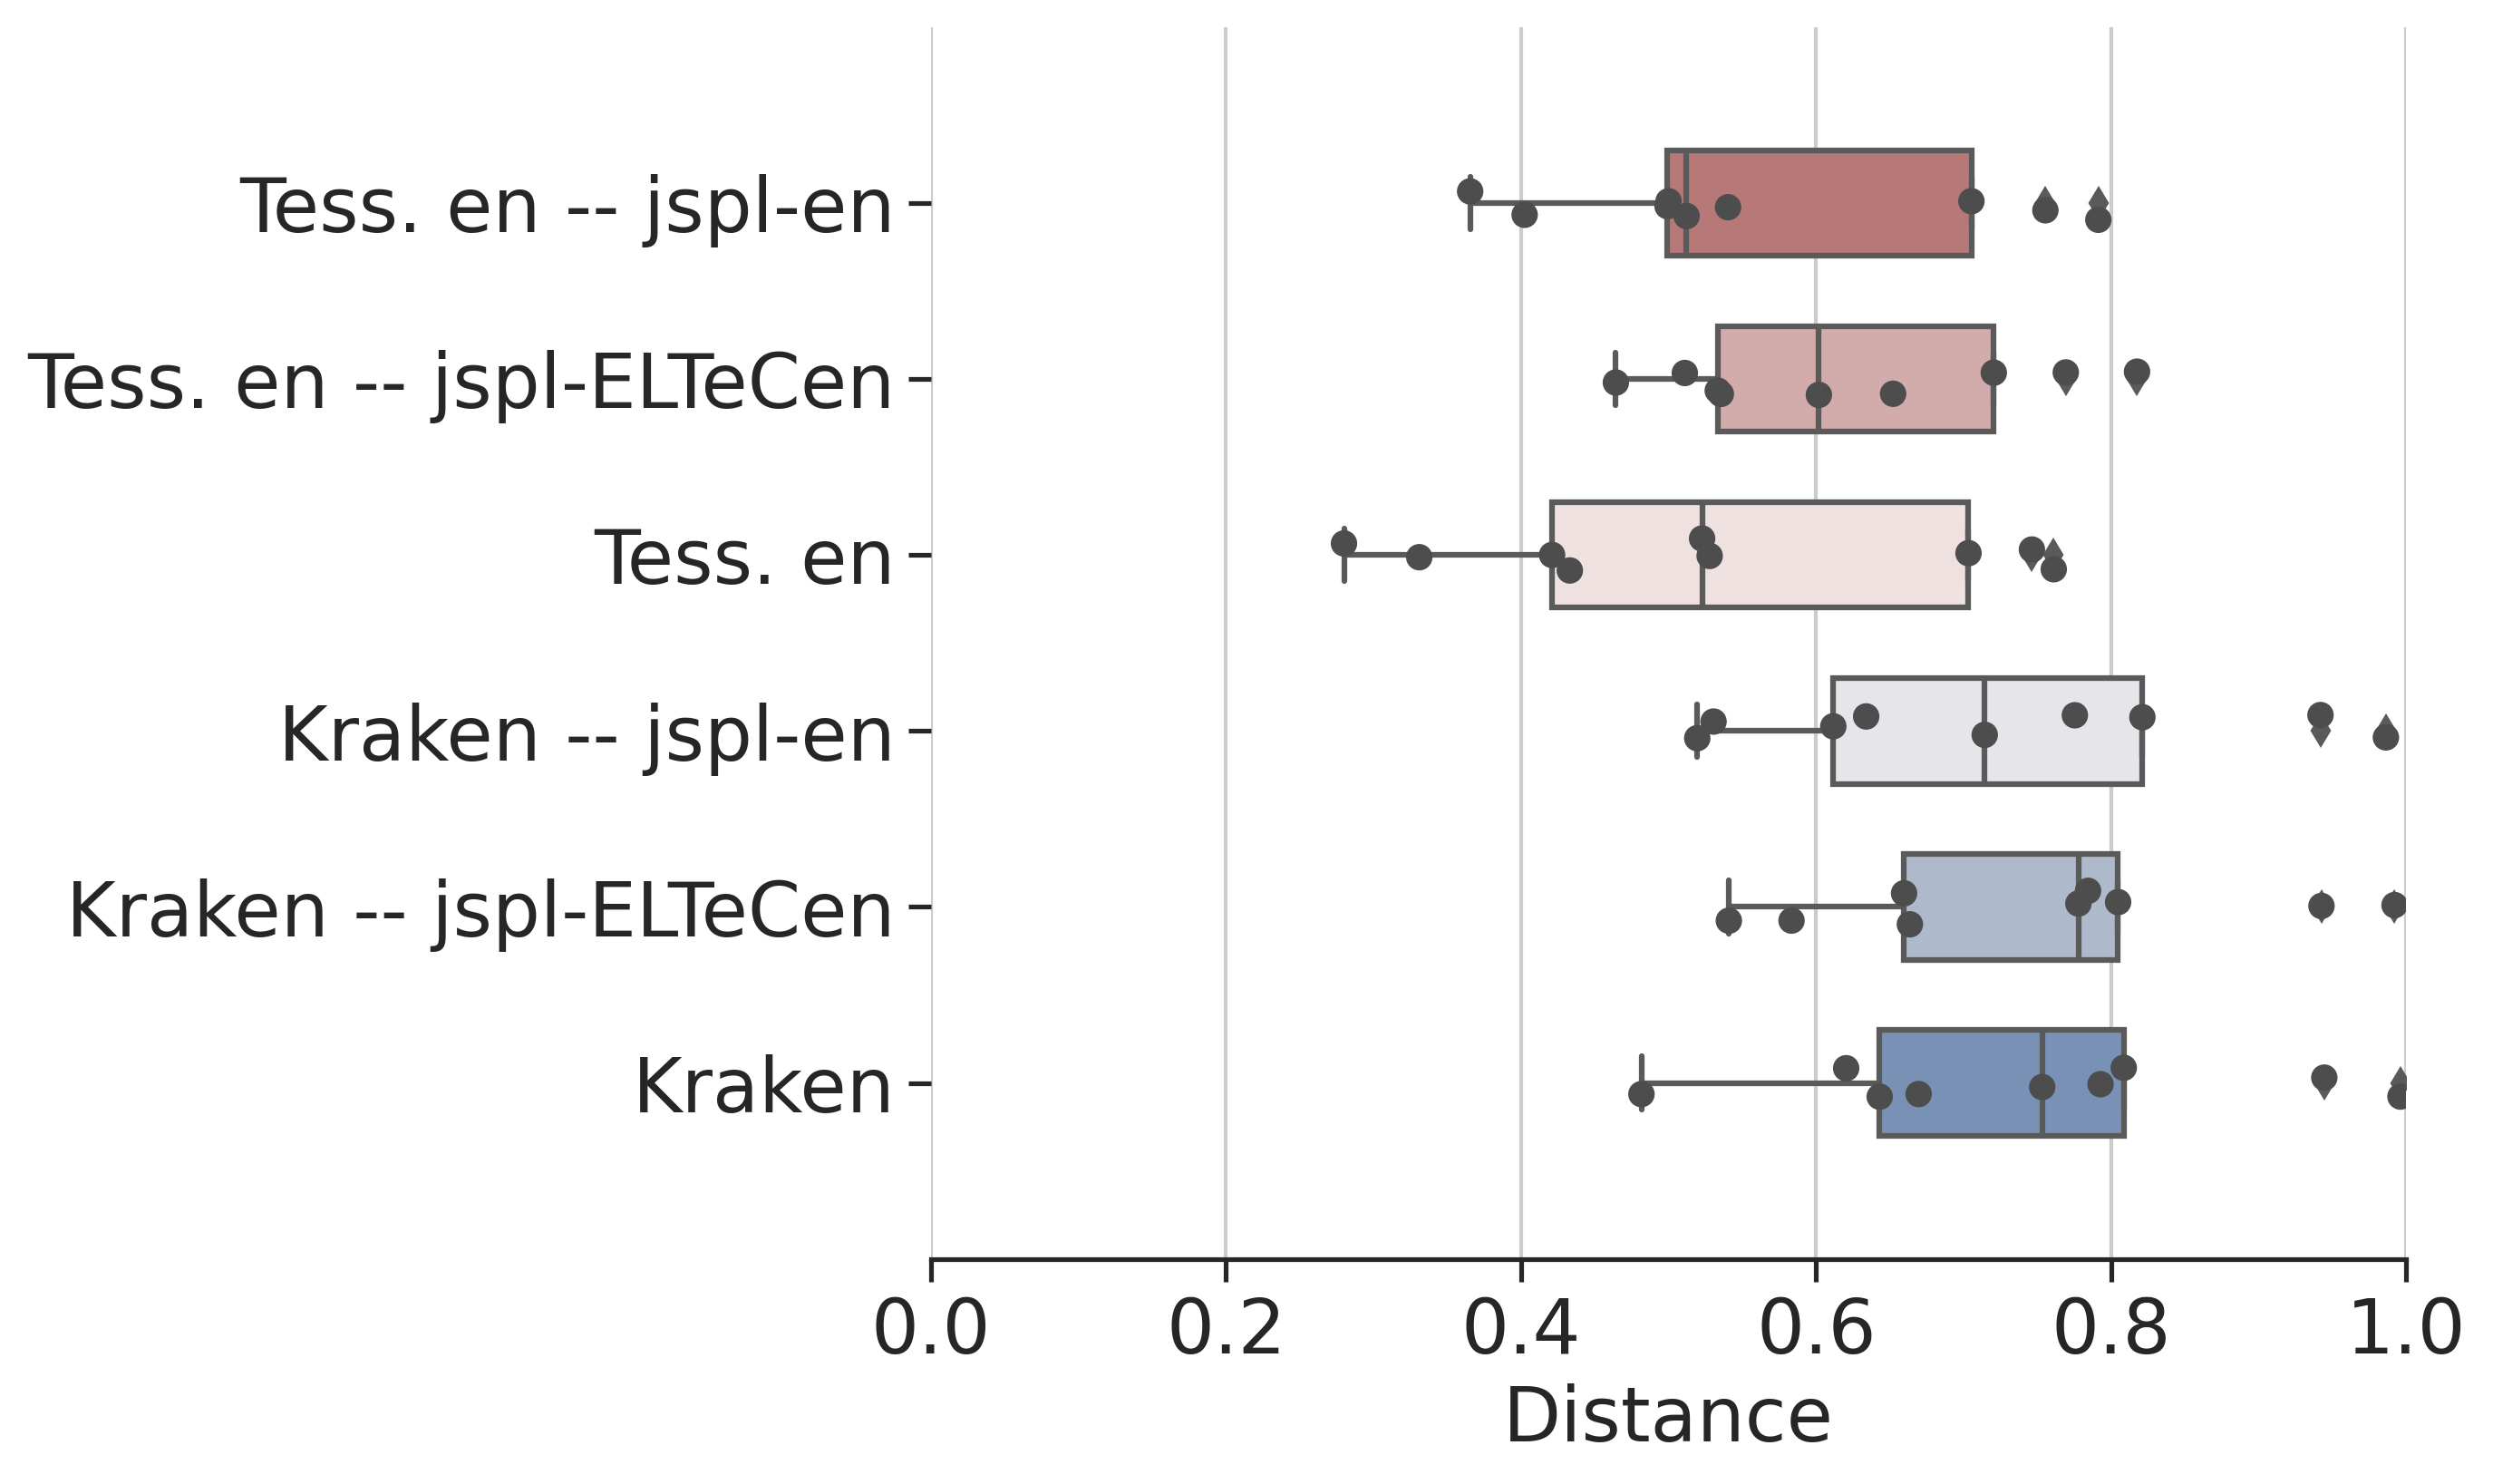 Tess. en -- jspl-en
Tess. en -- jspl-ELTeCen
Tess. en
Kraken -- jspl-en
Kraken -- jspl-ELTeCen
Kraken
0.0 0.2 0.4 0.6 0.8 1.0
Distance